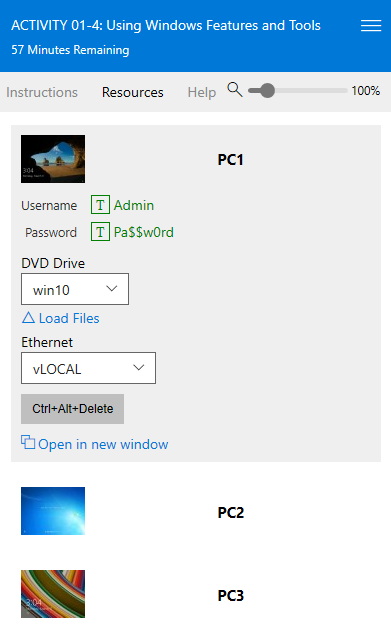 ACTIVITY 01-4: Using Windows Features and Tools
57 Minutes Remaining
Instructions Resources Help 100%
PC1
3:03
Username T Admin
Password T Pa$$w0rd
DVD Drive
win10
Load Files
Ethernet
vLOCAL
Ctrl+Alt+Delete
Open in new window
PC2
PC3
3:04